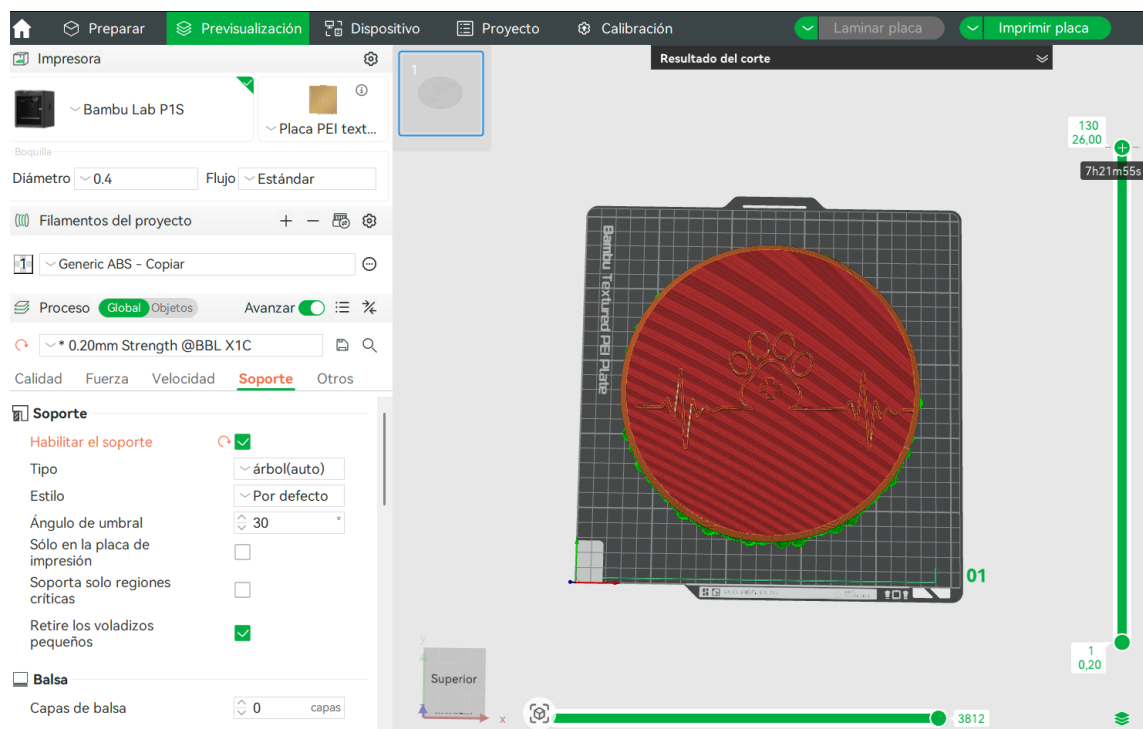 Preparar
Previsualización
Dispositivo
Proyecto
Calibración
Laminar placa
Imprimir placa
Impresora
1
Resultado del corte
Bambu Lab P1S
Placa PEI text...
Boquilla
Diámetro
0.4
Flujo
Estándar
130
26,00
7h21m55s
Filamentos del proyecto
1
Generic ABS - Copiar
Proceso
Global
Objetos
Avanzar
* 0.20mm Strength @BBL X1C
Calidad
Fuerza
Velocidad
Soporte
Otros
Soporte
Habilitar el soporte
Tipo
árbol(auto)
Estilo
Por defecto
Ángulo de umbral
30
°
Sólo en la placa de
impresión
Soporta solo regiones
críticas
Retire los voladizos
pequeños
Balsa
Capas de balsa
0
capas
Bambu Textured PEI Plate
01
y
Superior
x
3812
1
0,20